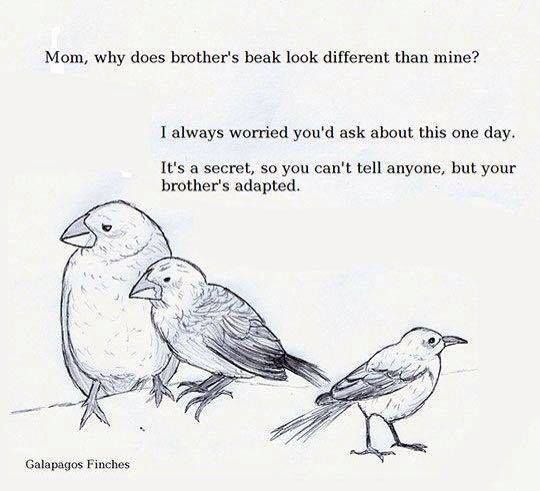 Mom, why does brother's beak look different than mine?
I always worried you'd ask about this one day.
It's a secret, so you can't tell anyone, but your
brother's adapted.
Galapagos Finches